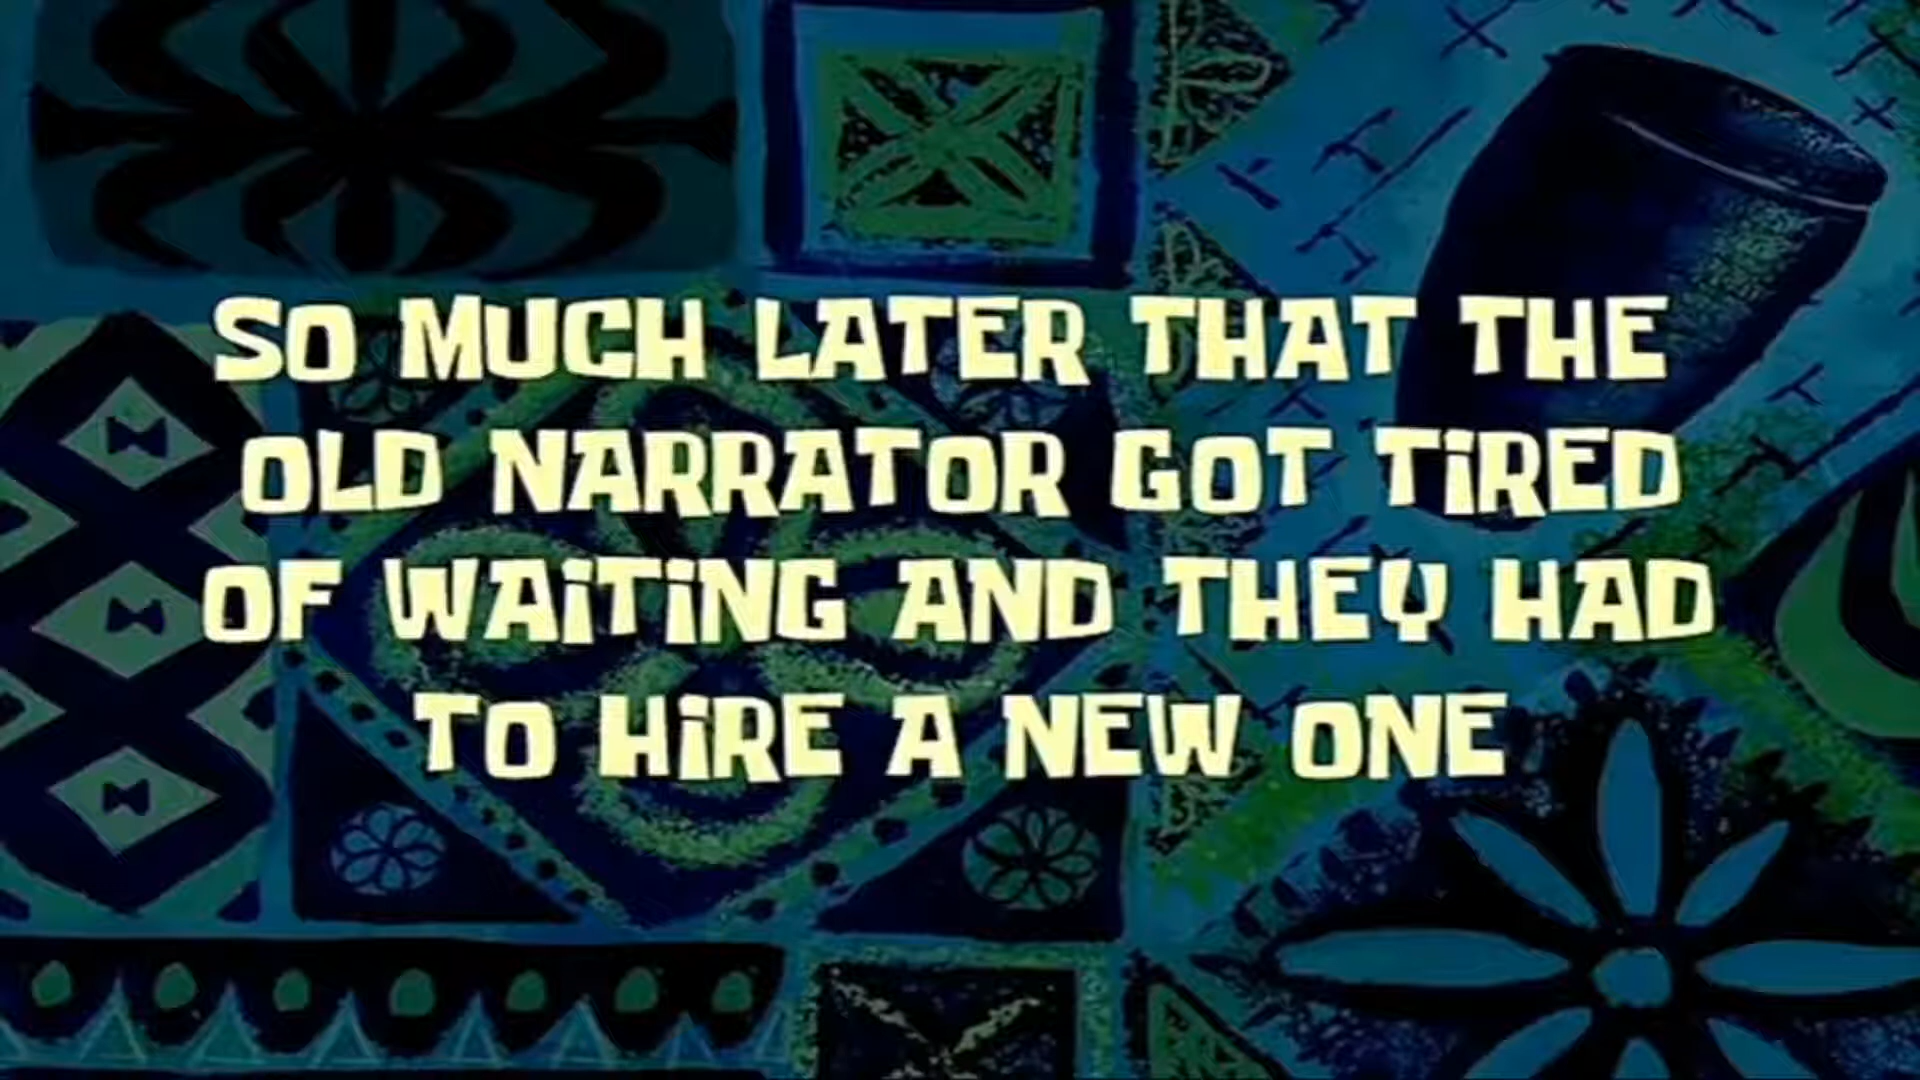 SO MUCH LATER THAT THE
OLD NARRATOR GOT TiRED
OF WAiTiNG AND THEY HAD
TO HiRE A NEW ONE